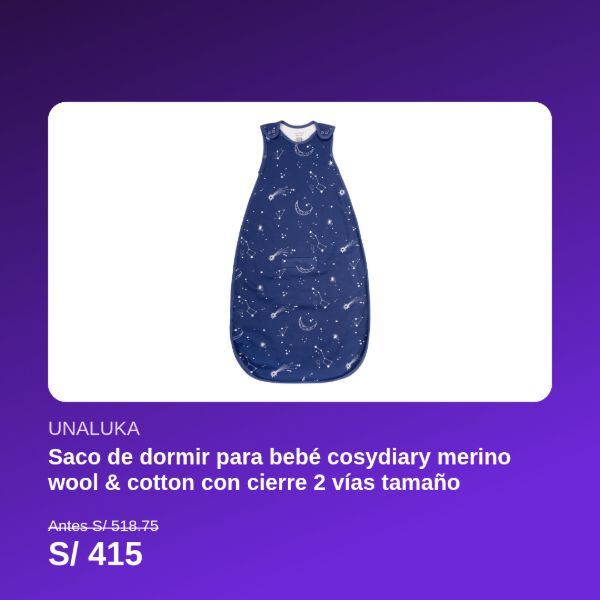 UNALUKA
Saco de dormir para bebé cosydiary merino
wool & cotton con cierre 2 vías tamaño
Antes S/ 518.75
S/ 415